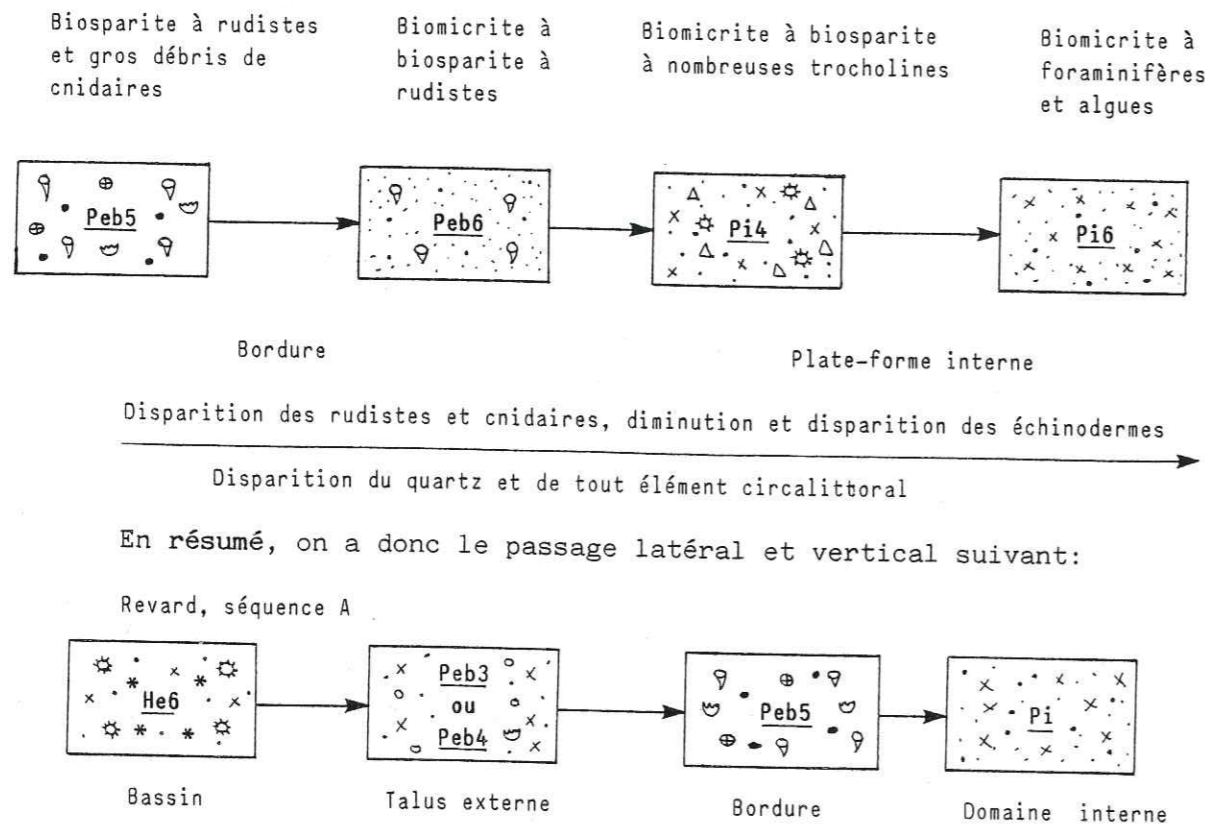 Biosparite à rudistes
et gros débris de
cnidaires
Biomicrite à
biosparite à
rudistes
Biomicrite à biosparite
à nombreuses trocholines
Biomicrite à
foraminifères
et algues
Peb5
Peb6
Pi4
Pi6
Bordure
Plate-forme interne
Disparition des rudistes et cnidaires, diminution et disparition des échinodermes
Disparition du quartz et de tout élément circalittoral
En résumé, on a donc le passage latéral et vertical suivant:
Revard, séquence A
He6
Peb3
ou
Peb4
Peb5
Pi
Bassin
Talus externe
Bordure
Domaine interne